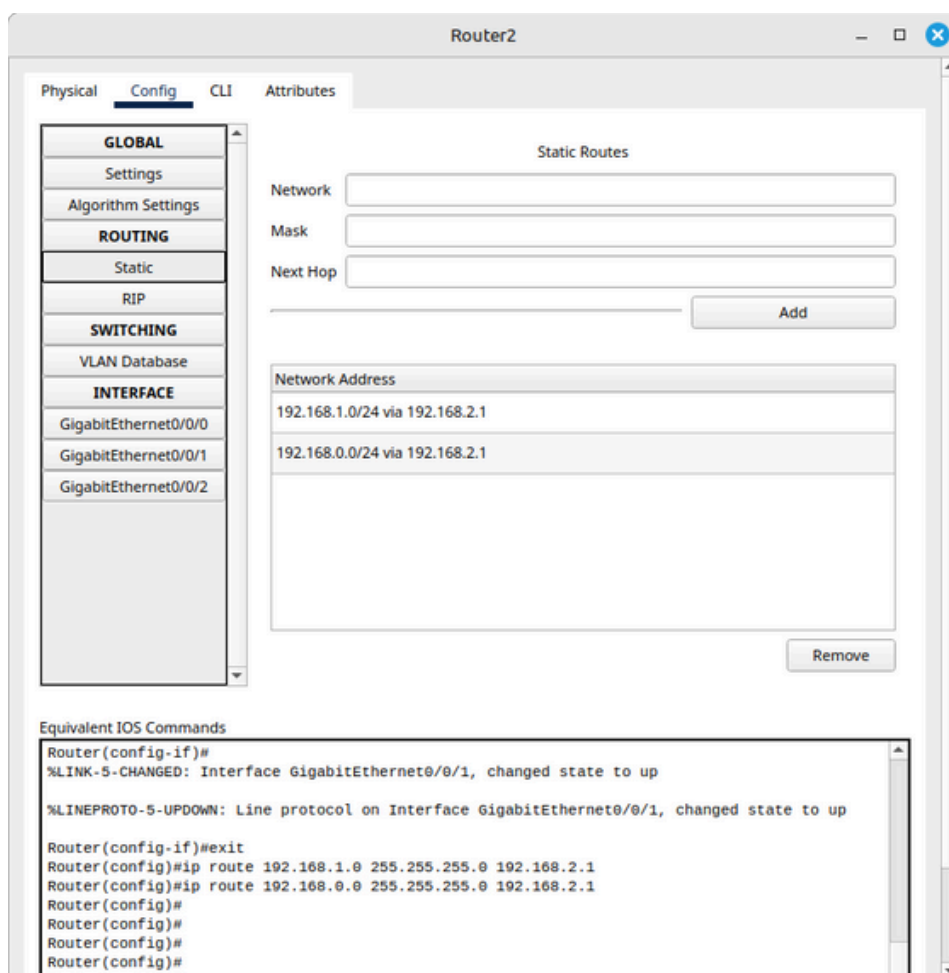 Router2
Physical Config CLI Attributes
GLOBAL
Settings
Algorithm Settings
ROUTING
Static
RIP
SWITCHING
VLAN Database
INTERFACE
GigabitEthernet0/0/0
GigabitEthernet0/0/1
GigabitEthernet0/0/2
Static Routes
Network
Mask
Next Hop
Add
Network Address
192.168.1.0/24 via 192.168.2.1
192.168.0.0/24 via 192.168.2.1
Remove
Equivalent IOS Commands
Router(config-if)#
%LINK-5-CHANGED: Interface GigabitEthernet0/0/1, changed state to up
%LINEPROTO-5-UPDOWN: Line protocol on Interface GigabitEthernet0/0/1, changed state to up
Router(config-if)#exit
Router(config)#ip route 192.168.1.0 255.255.255.0 192.168.2.1
Router(config)#ip route 192.168.0.0 255.255.255.0 192.168.2.1
Router(config)#
Router(config)#
Router(config)#
Router(config)#